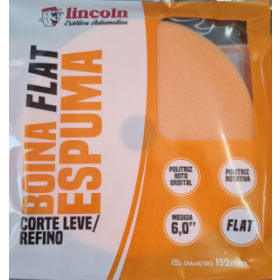 lincoln
Estética Automotiva
BOINA FLAT
ESPUMA
CORTE LEVE/
REFINO
POLITRIZ
ROTO
ORBITAL
POLITRIZ
ROTATIVA
MEDIDA
6,0"
FLAT
DIÂMETRO: 152mm